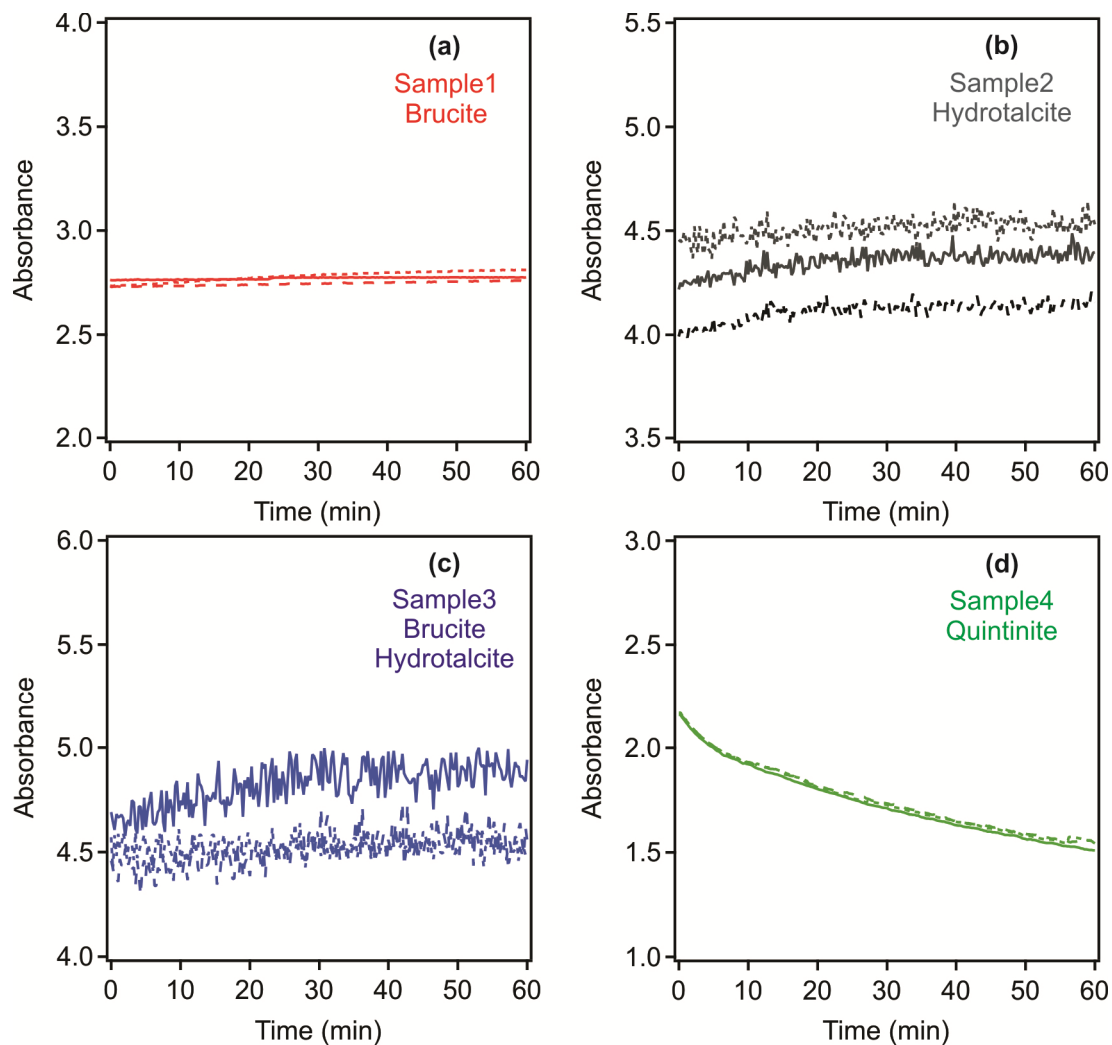 (a)
Sample1
Brucite
4.0
3.5
3.0
2.5
2.0
Absorbance
0 10 20 30 40 50 60
Time (min)
(b)
Sample2
Hydrotalcite
5.5
5.0
4.5
4.0
3.5
Absorbance
0 10 20 30 40 50 60
Time (min)
(c)
Sample3
Brucite
Hydrotalcite
6.0
5.5
5.0
4.5
4.0
Absorbance
0 10 20 30 40 50 60
Time (min)
(d)
Sample4
Quintinite
3.0
2.5
2.0
1.5
1.0
Absorbance
0 10 20 30 40 50 60
Time (min)